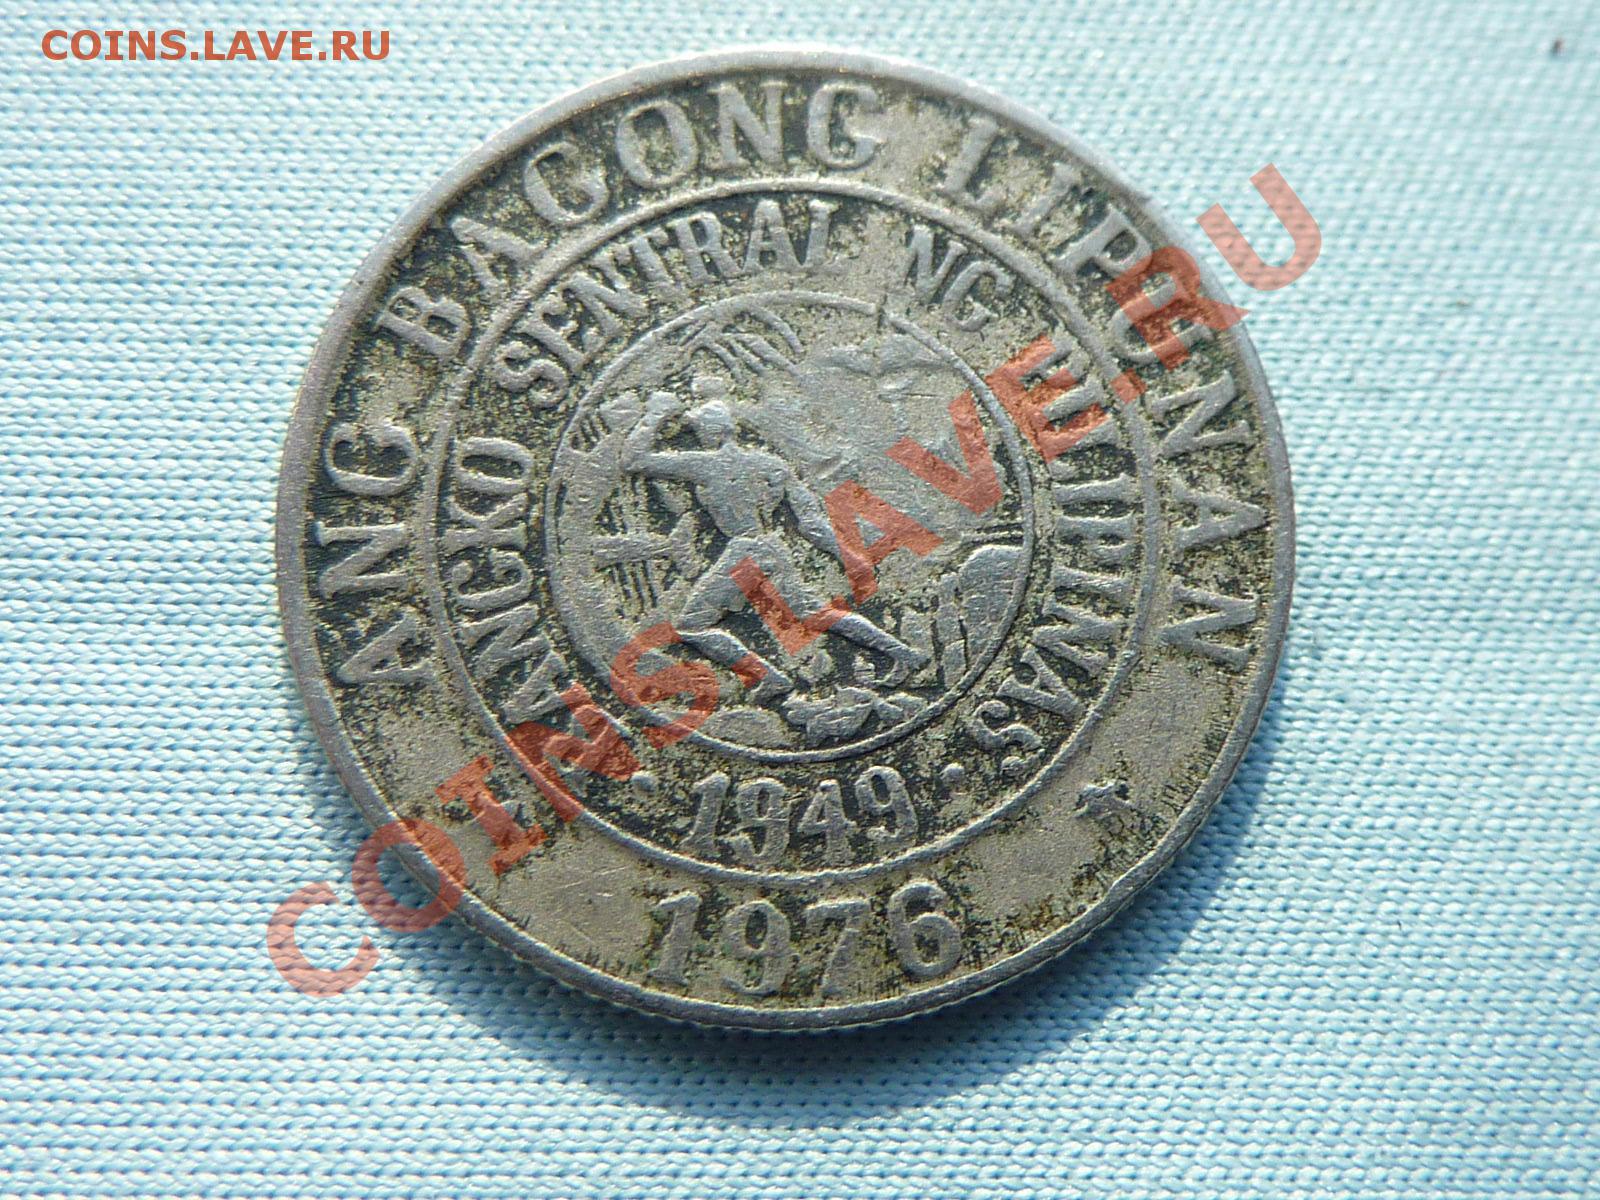 COINS.LAVE.RU
ANG BAGONG LIPUNAN
BANGKO SENTRAL NG PILIPINAS
1949
1976
COINS.LAVE.RU